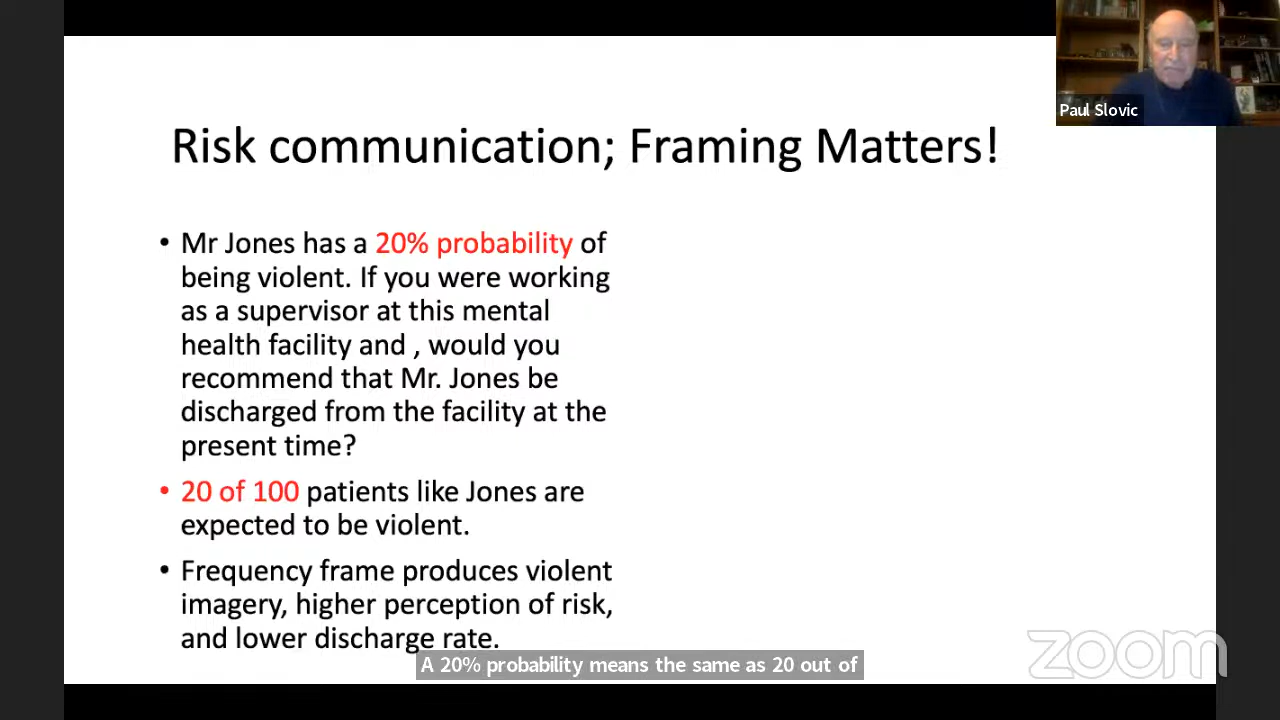 Paul Slovic
Risk communication; Framing Matters!
• Mr Jones has a 20% probability of
being violent. If you were working
as a supervisor at this mental
health facility and , would you
recommend that Mr. Jones be
discharged from the facility at the
present time?
• 20 of 100 patients like Jones are
expected to be violent.
• Frequency frame produces violent
imagery, higher perception of risk,
and lower discharge rate.
A 20% probability means the same as 20 out of
zoom